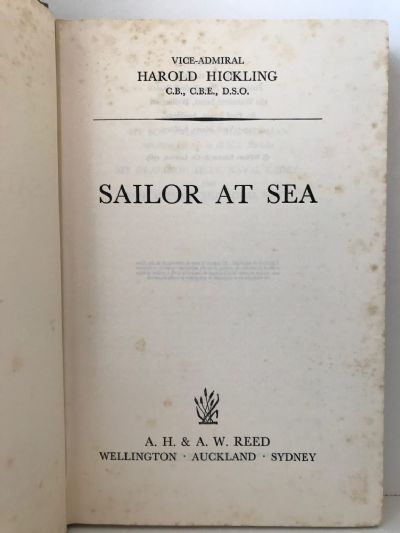 VICE-ADMIRAL
HAROLD HICKLING
C.B., C.B.E., D.S.O.
SAILOR AT SEA
A. H. & A. W. REED
WELLINGTON · AUCKLAND · SYDNEY